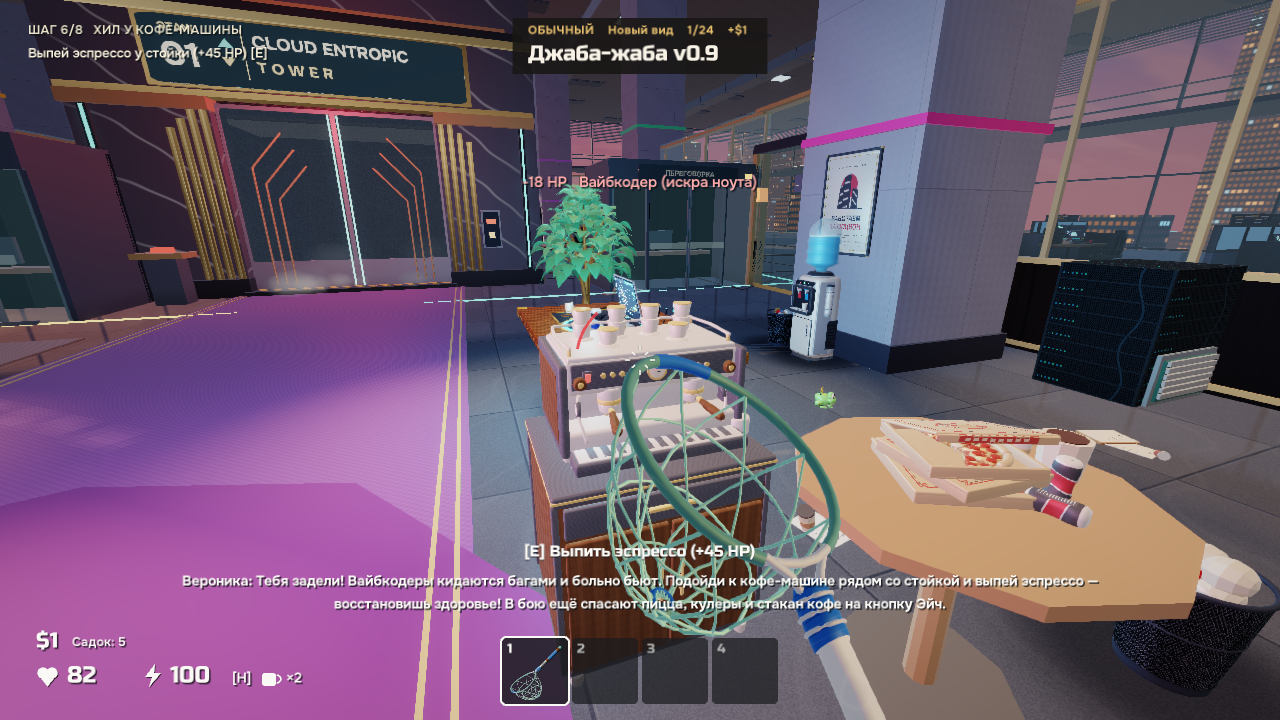 ШАГ 6/8 ХИЛ У КОФЕ-МАШИНЫ
Выпей эспрессо у стойки (+45 HP) [E]
01
CLOUD ENTROPIC
TOWER
ОБЫЧНЫЙ Новый вид 1/24 +$1
Джаба-жаба v0.9
ПЕРЕГОВОРКА
-18 HP Вайбкодер (искра ноута)
[E] Выпить эспрессо (+45 HP)
Вероника: Тебя задели! Вайбкодеры кидаются багами и больно бьют. Подойди к кофе-машине рядом со стойкой и выпей эспрессо —
восстановишь здоровье! В бою ещё спасают пицца, кулеры и стакан кофе на кнопку Эйч.
$1 Садок: 5
82 100 [H] ×2
1 2 3 4